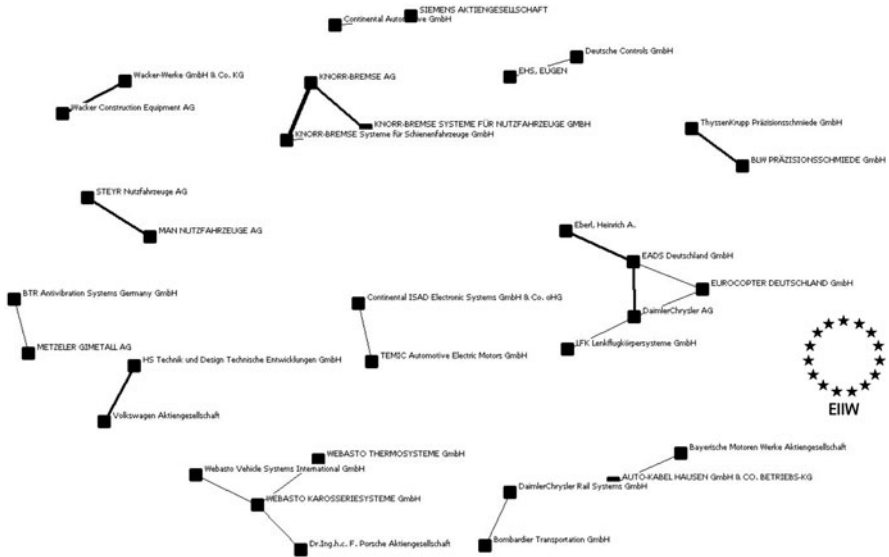 SIEMENS AKTIENGESELLSCHAFT
Continental Automotive GmbH
Deutsche Controls GmbH
Wacker-Werke GmbH & Co. KG
KNORR-BREMSE AG
EHS, EUGEN
Wacker Construction Equipment AG
KNORR-BREMSE SYSTEME FÜR NUTZFAHRZEUGE GMBH
ThyssenKrupp Präzisionsschmiede GmbH
KNORR-BREMSE Systeme für Schienenfahrzeuge GmbH
BLW PRÄZISIONSSCHMIEDE GmbH
STEYR Nutzfahrzeuge AG
Eberl, Heinrich A.
MAN NUTZFAHRZEUGE AG
EADS Deutschland GmbH
EUROCOPTER DEUTSCHLAND GmbH
BTR Antivibration Systems Germany GmbH
Continental ISAD Electronic Systems GmbH & Co. oHG
DaimlerChrysler AG
LFK Lenkflugkörpersysteme GmbH
METZELER GIMETALL AG
HS Technik und Design Technische Entwicklungen GmbH
TEMIC Automotive Electric Motors GmbH
EIIW
Volkswagen Aktiengesellschaft
Bayerische Motoren Werke Aktiengesellschaft
WEBASTO THERMOSYSTEME GmbH
Webasto Vehicle Systems International GmbH
AUTO-KABEL HAUSEN GmbH & CO. BETRIEBS-KG
DaimlerChrysler Rail Systems GmbH
WEBASTO KAROSSERIESYSTEME GmbH
Bombardier Transportation GmbH
Dr.Ing.h.c. F. Porsche Aktiengesellschaft